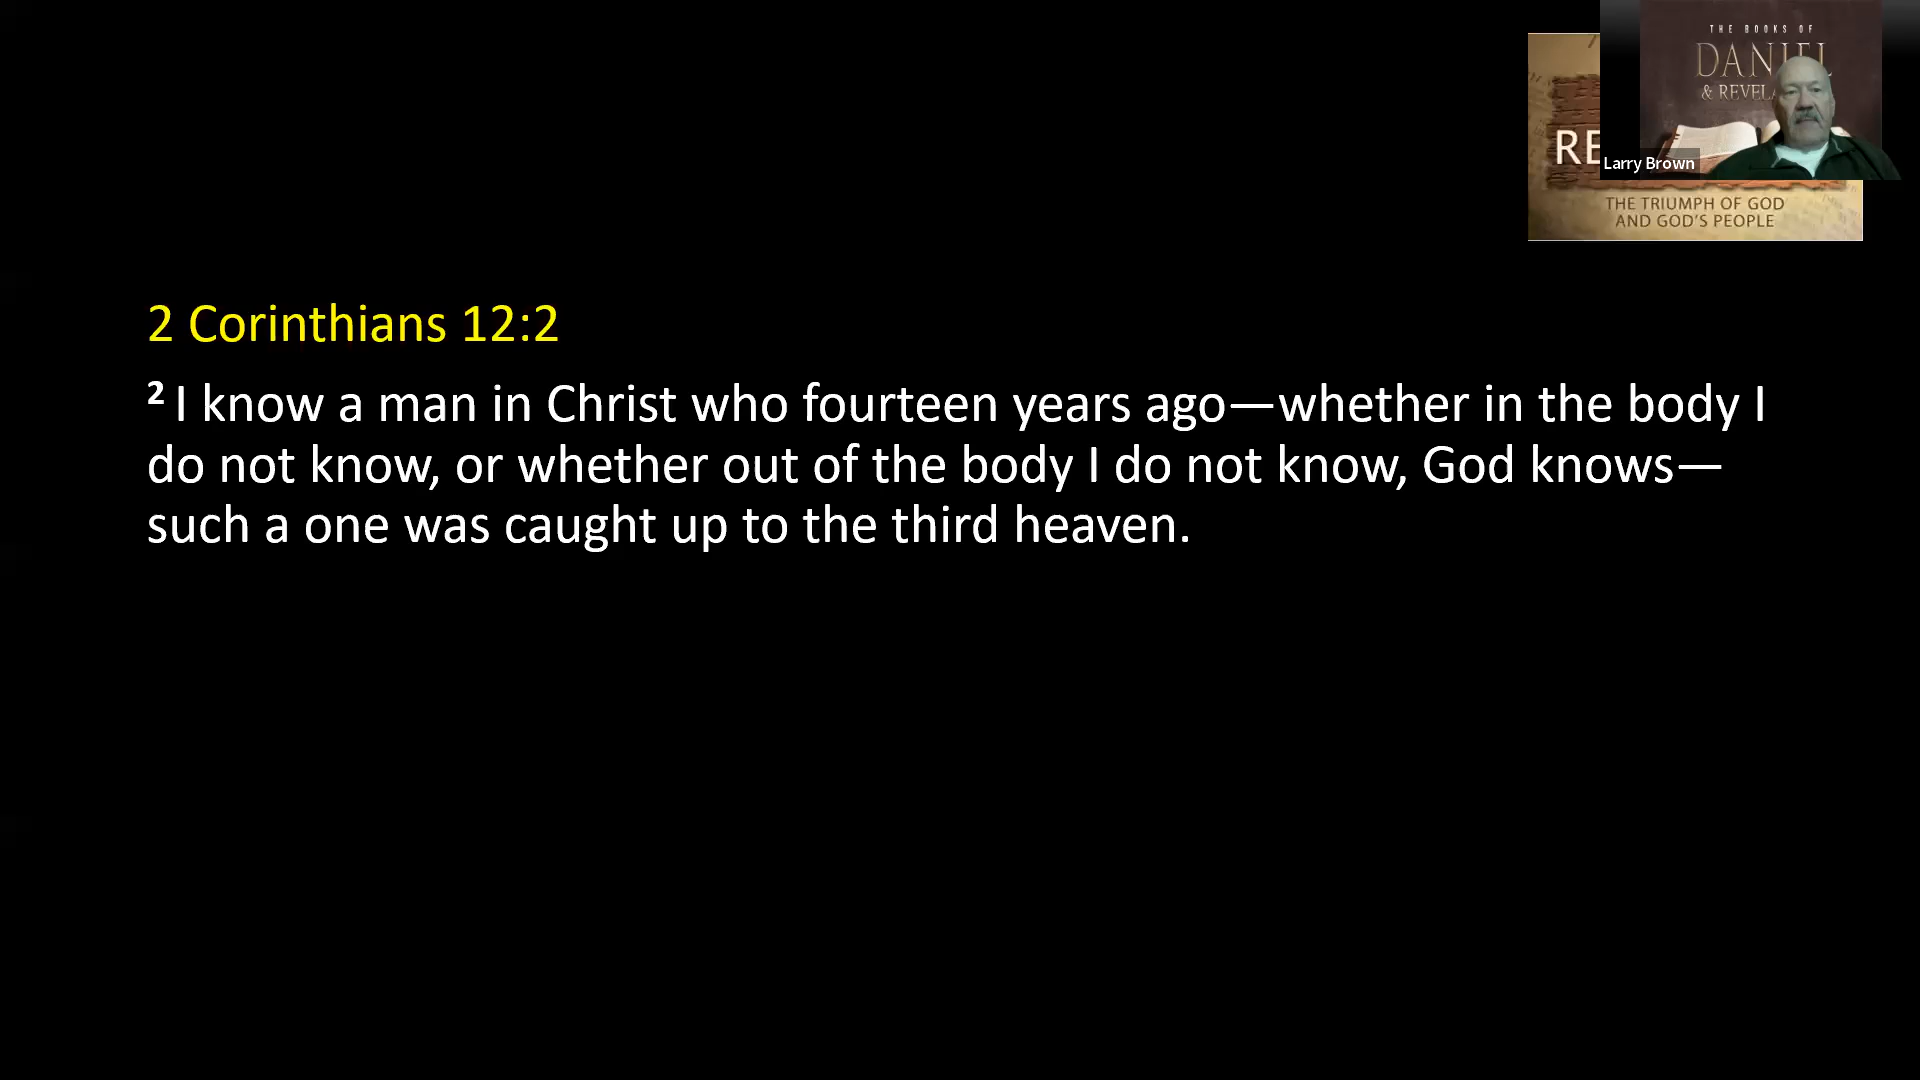 THE BOOKS OF
DANIEL
& REVELA
RE
Larry Brown
THE TRIUMPH OF GOD
AND GOD'S PEOPLE
2 Corinthians 12:2
2 I know a man in Christ who fourteen years ago—whether in the body I
do not know, or whether out of the body I do not know, God knows—
such a one was caught up to the third heaven.